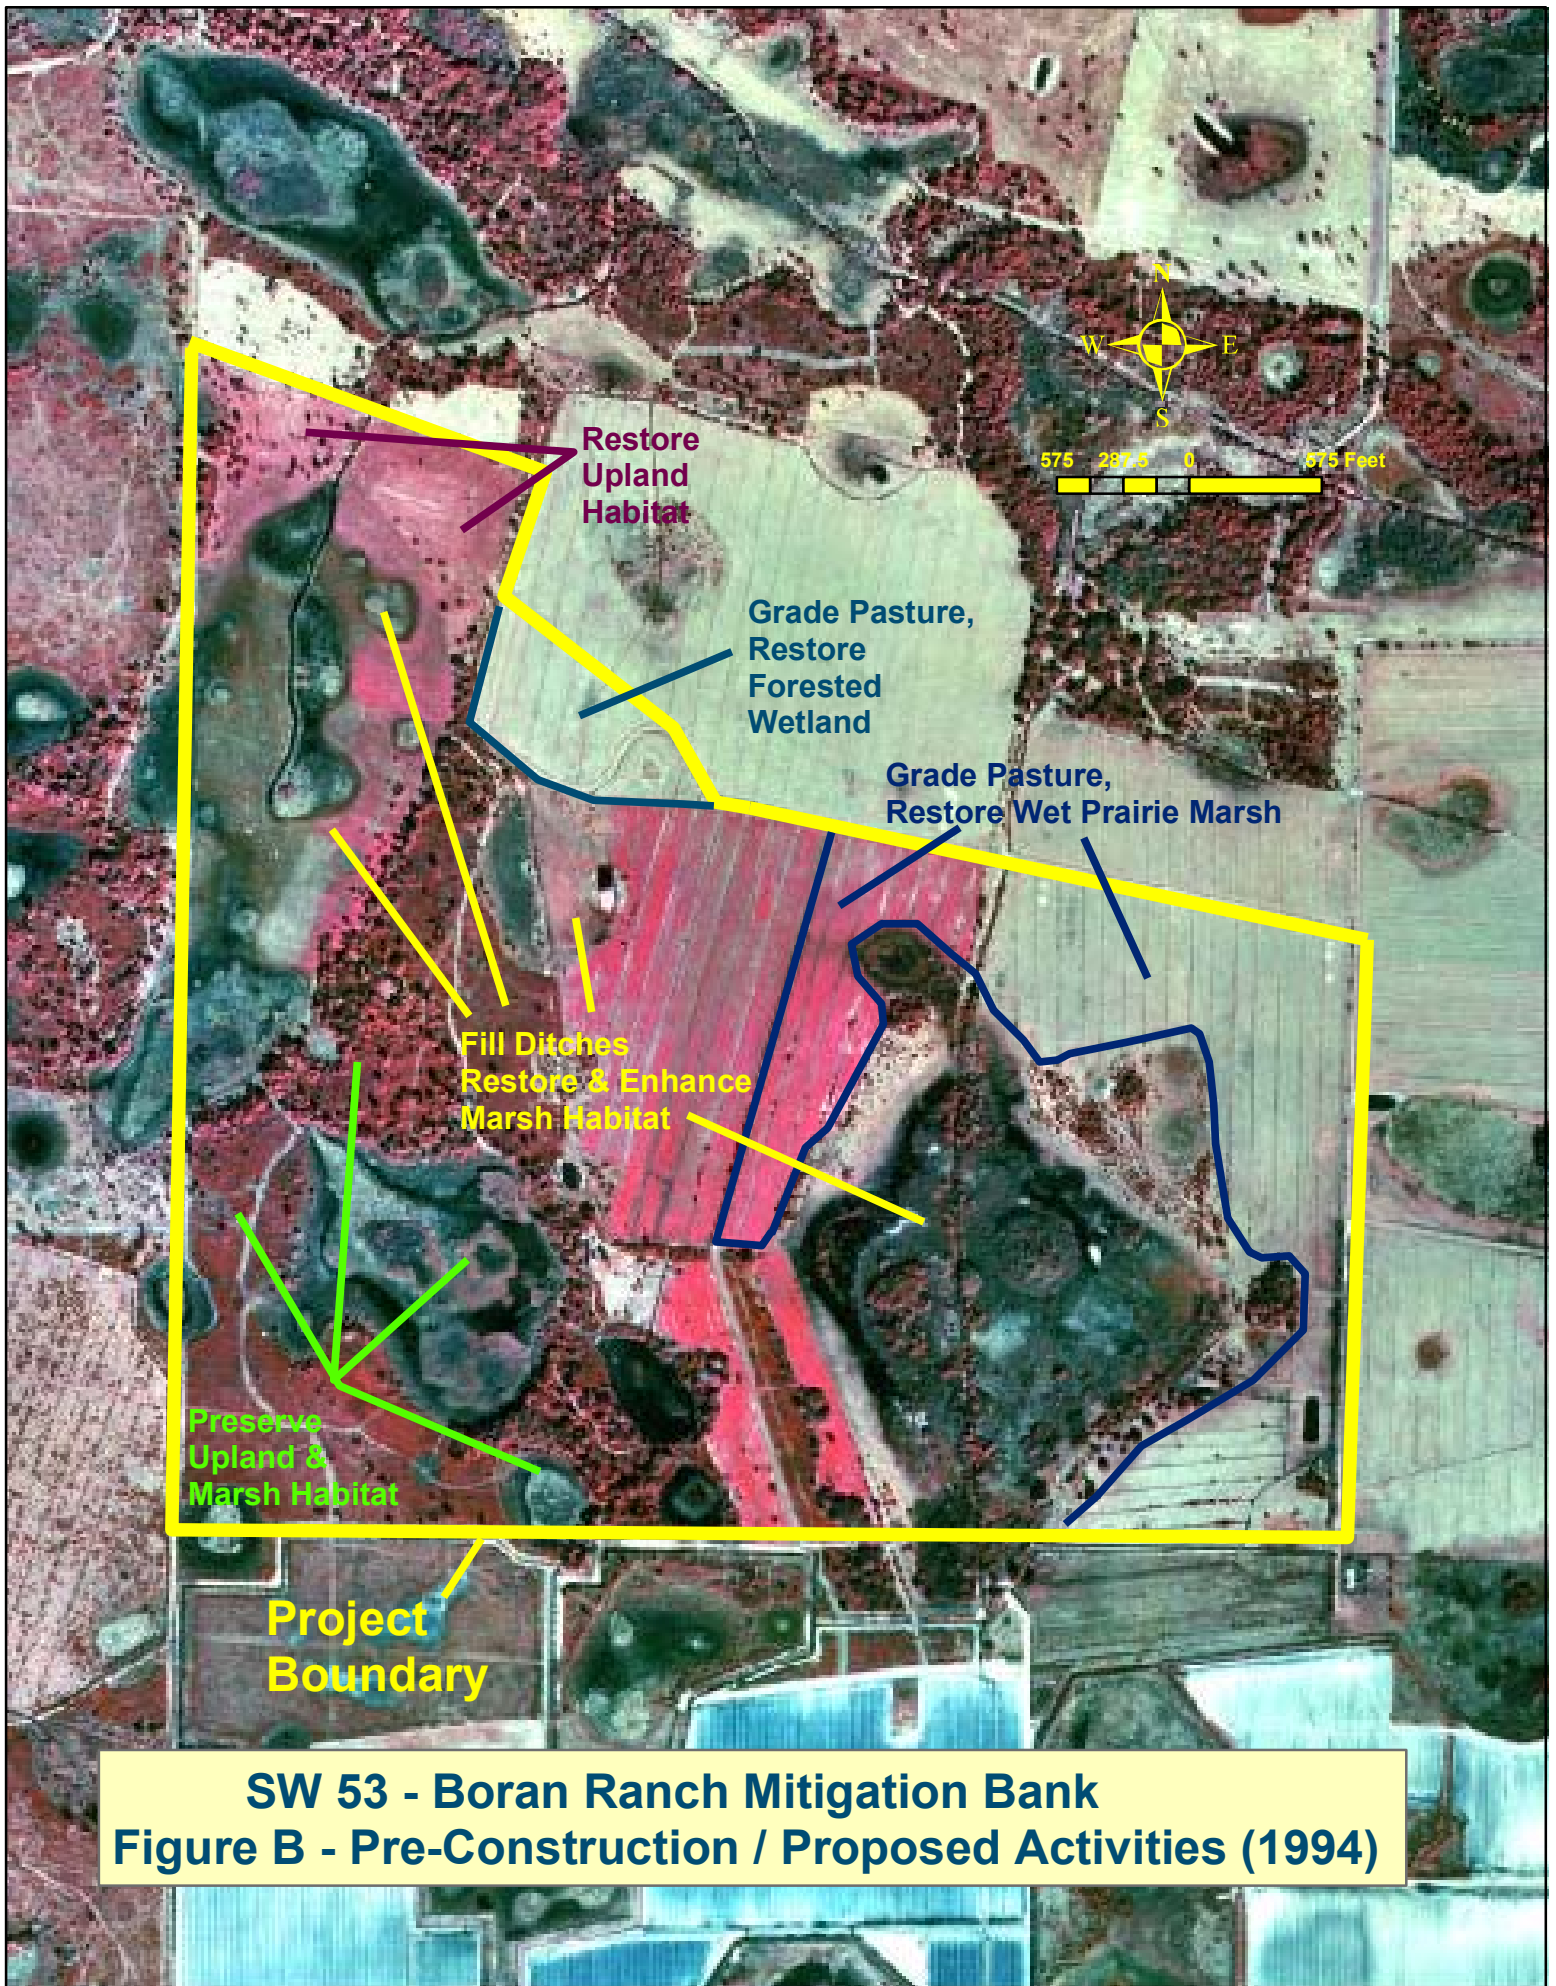 N
W E
S
575 287.5 0 575 Feet
Restore
Upland
Habitat
Grade Pasture,
Restore
Forested
Wetland
Grade Pasture,
Restore Wet Prairie Marsh
Fill Ditches
Restore & Enhance
Marsh Habitat
Preserve
Upland &
Marsh Habitat
Project
Boundary
SW 53 - Boran Ranch Mitigation Bank
Figure B - Pre-Construction / Proposed Activities (1994)